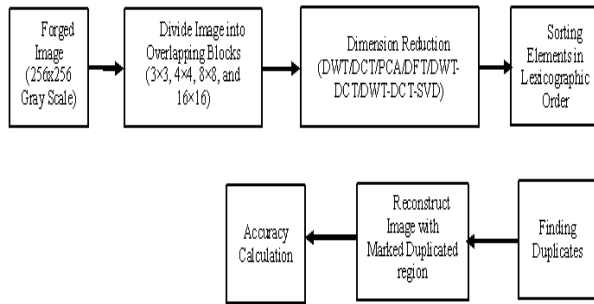 Forged
Image
(256x256
Gray Scale)
Divide Image into
Overlapping Blocks
(3×3, 4×4, 8×8, and
16×16)
Dimension Reduction
(DWT/DCT/PCA/DFT/DWT-
DCT/DWT-DCT-SVD)
Sorting
Elements in
Lexicographic
Order
Accuracy
Calculation
Reconstruct
Image with
Marked Duplicated
region
Finding
Duplicates